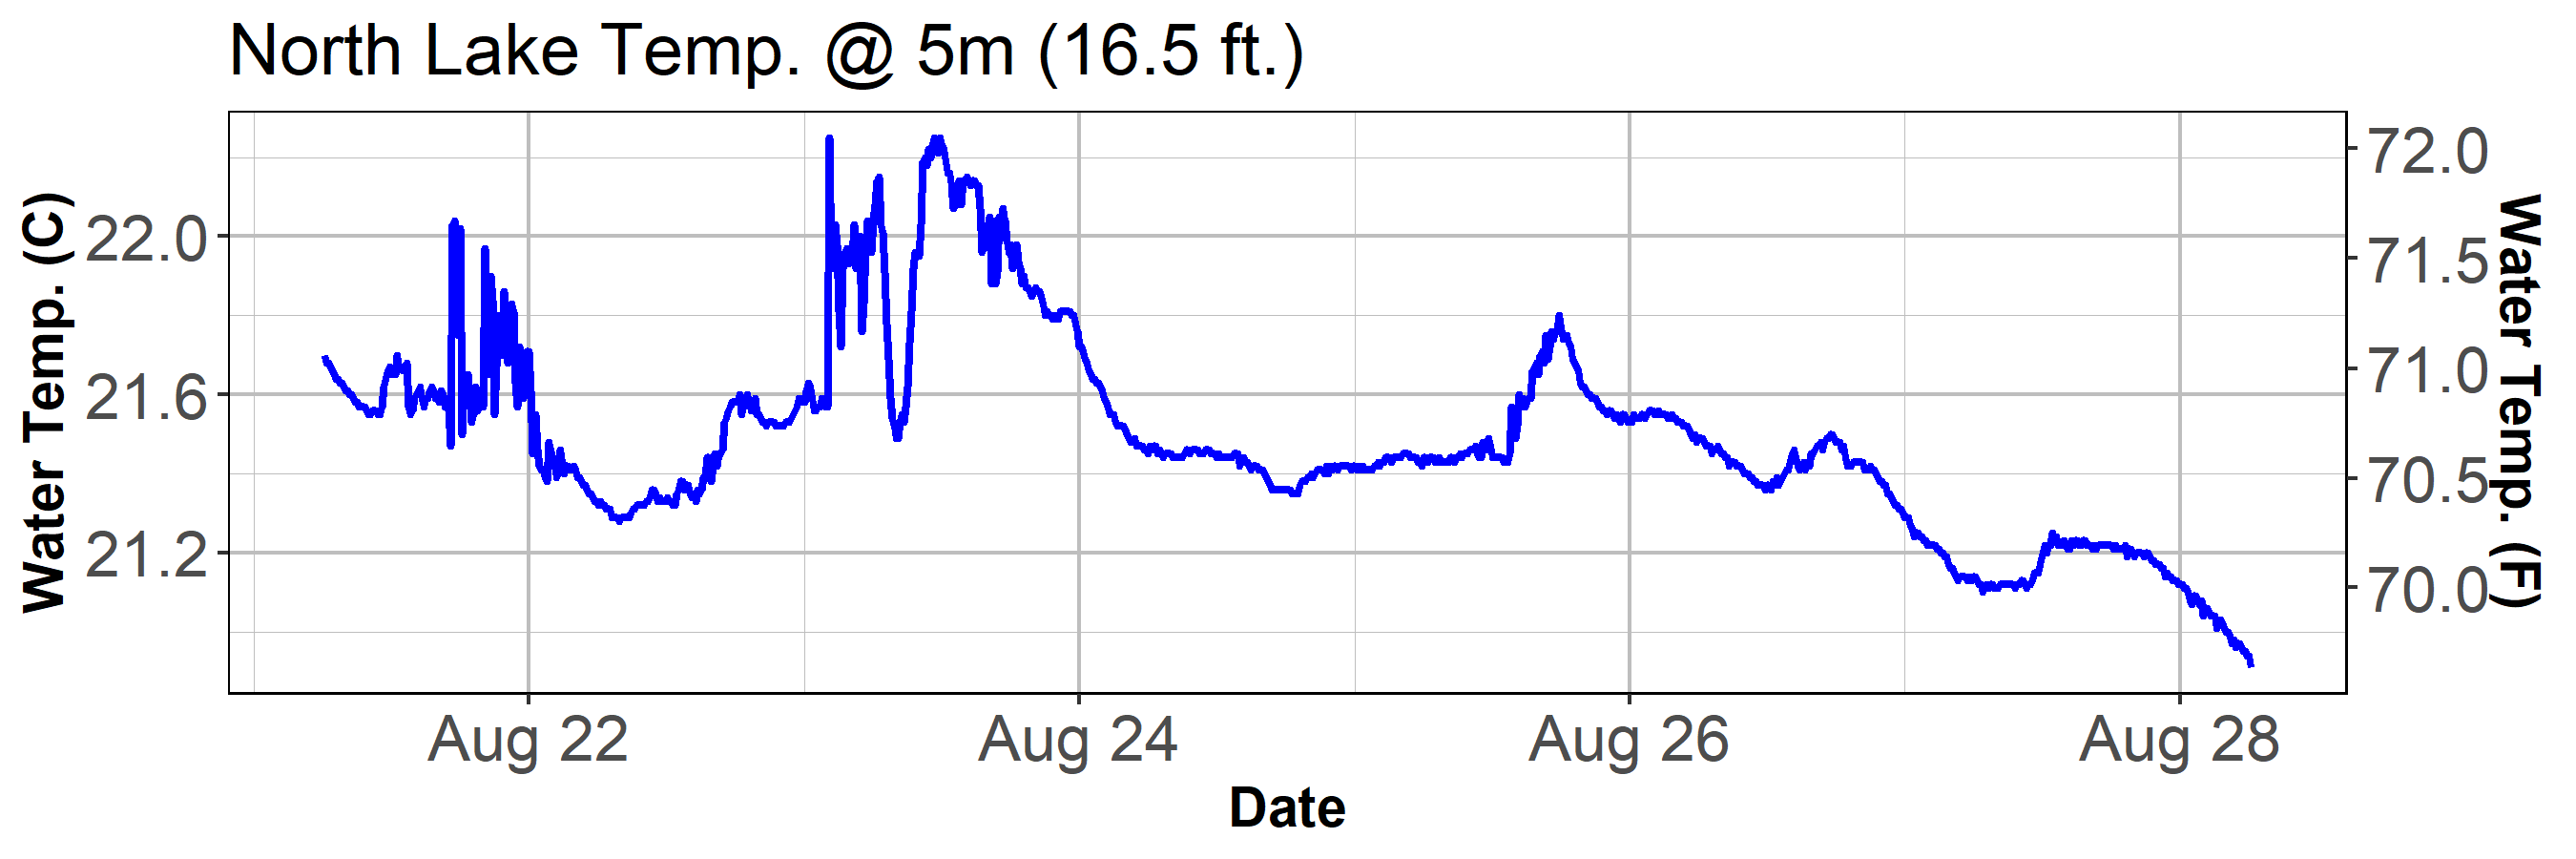 North Lake Temp. @ 5m (16.5 ft.)
Water Temp. (C)
22.0
21.6
21.2
72.0
71.5
71.0
70.5
70.0
Water Temp. (F)
Aug 22 Aug 24 Aug 26 Aug 28
Date